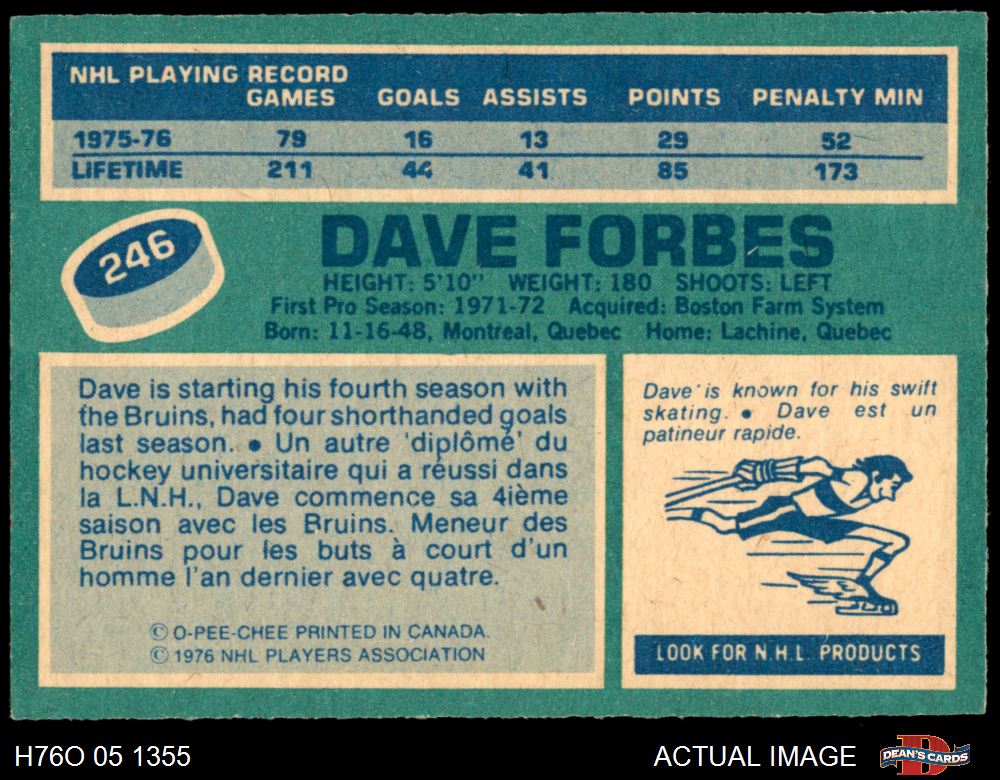 NHL PLAYING RECORD
GAMES GOALS ASSISTS POINTS PENALTY MIN
1975-76 79 16 13 29 52
LIFETIME 211 44 41 85 173
246
DAVE FORBES
HEIGHT: 5'10" WEIGHT: 180 SHOOTS: LEFT
First Pro Season: 1971-72 Acquired: Boston Farm System
Born: 11-16-48, Montreal, Quebec Home: Lachine, Quebec
Dave is starting his fourth season with
the Bruins, had four shorthanded goals
last season. • Un autre 'diplômé' du
hockey universitaire qui a réussi dans
la L.N.H., Dave commence sa 4ième
saison avec les Bruins. Meneur des
Bruins pour les buts à court d'un
homme l'an dernier avec quatre.
© O-PEE-CHEE PRINTED IN CANADA.
© 1976 NHL PLAYERS ASSOCIATION
Dave is known for his swift
skating. • Dave est un
patineur rapide.
LOOK FOR N.H.L. PRODUCTS
H76O 05 1355
ACTUAL IMAGE
D
DEAN'S CARDS